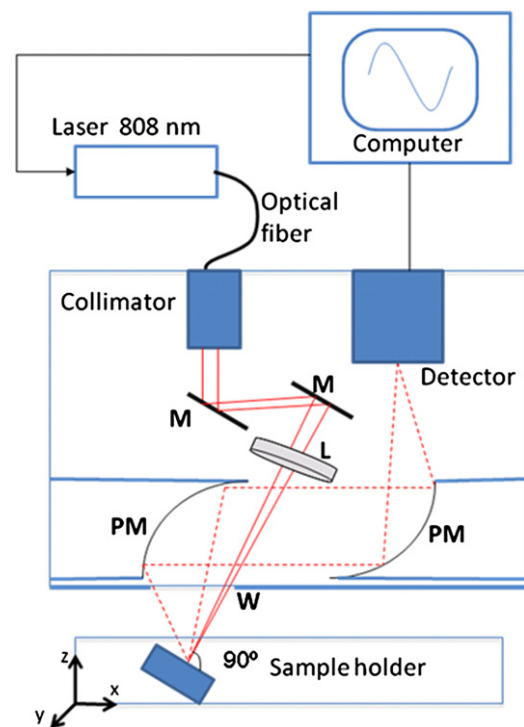 Laser 808 nm
Computer
Optical
fiber
Collimator
Detector
M
M
L
PM
PM
W
90º
Sample holder
z
x
y